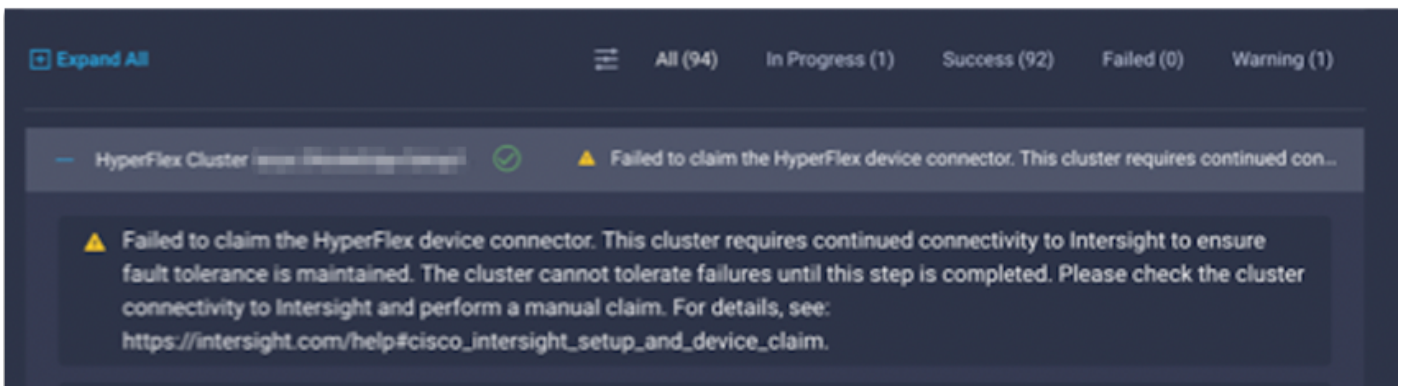 Expand All All (94) In Progress (1) Success (92) Failed (0) Warning (1)
HyperFlex Cluster Failed to claim the HyperFlex device connector. This cluster requires continued con...
Failed to claim the HyperFlex device connector. This cluster requires continued connectivity to Intersight to ensure
fault tolerance is maintained. The cluster cannot tolerate failures until this step is completed. Please check the cluster
connectivity to Intersight and perform a manual claim. For details, see:
https://intersight.com/help#cisco_intersight_setup_and_device_claim.